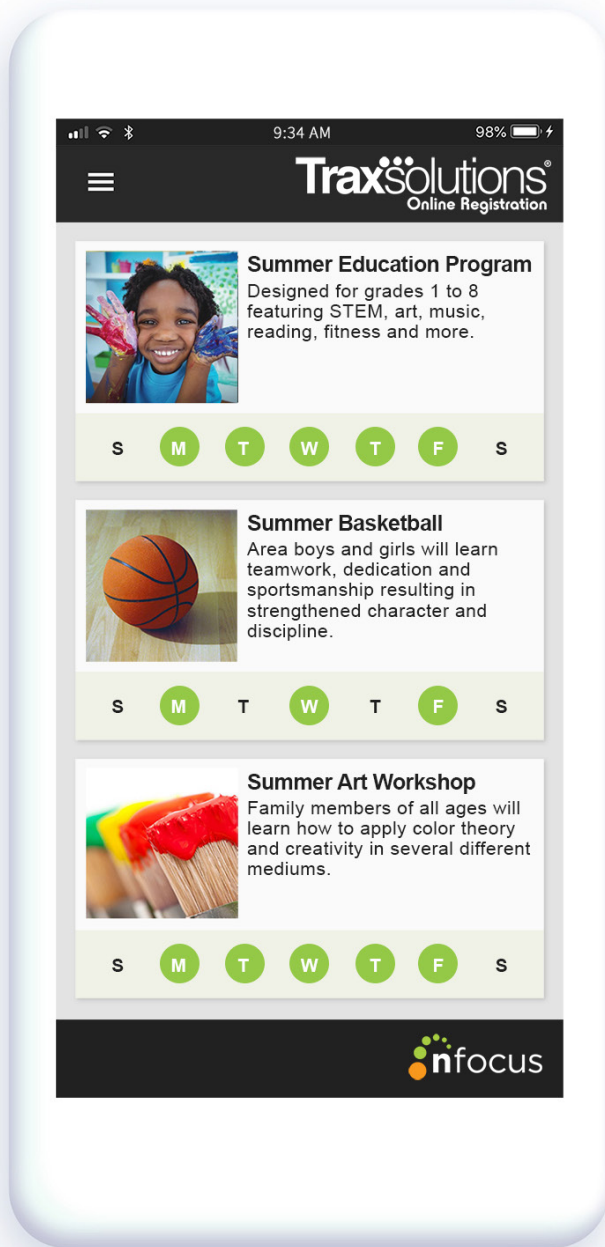 9:34 AM 98%
TraxSolutions®
Online Registration
Summer Education Program
Designed for grades 1 to 8
featuring STEM, art, music,
reading, fitness and more.
S M T W T F S
Summer Basketball
Area boys and girls will learn
teamwork, dedication and
sportsmanship resulting in
strengthened character and
discipline.
S M T W T F S
Summer Art Workshop
Family members of all ages will
learn how to apply color theory
and creativity in several different
mediums.
S M T W T F S
nfocus